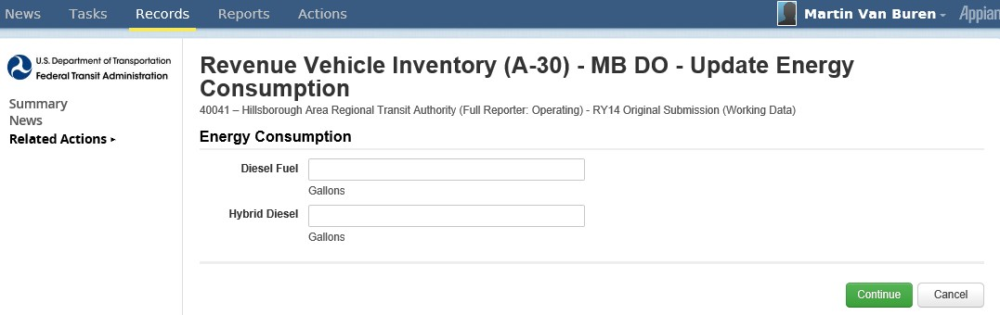 News Tasks Records Reports Actions Martin Van Buren Appian
U.S. Department of Transportation
Federal Transit Administration
Summary
News
Related Actions
Revenue Vehicle Inventory (A-30) - MB DO - Update Energy
Consumption
40041 – Hillsborough Area Regional Transit Authority (Full Reporter: Operating) - RY14 Original Submission (Working Data)
Energy Consumption
Diesel Fuel
Gallons
Hybrid Diesel
Gallons
Continue Cancel